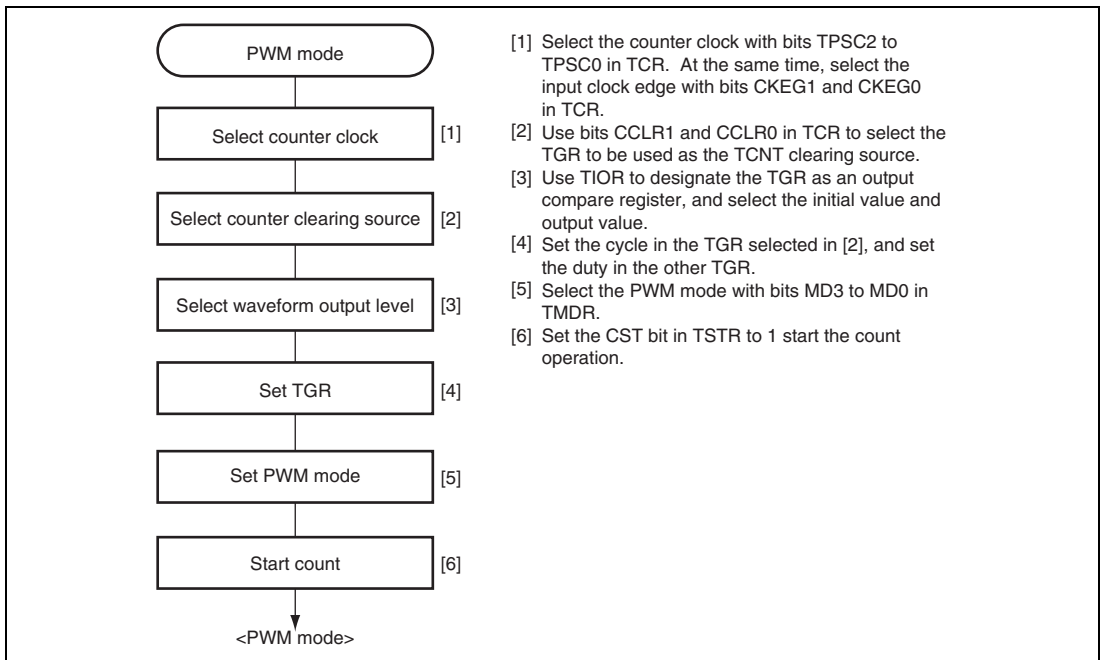 PWM mode
Select counter clock [1]
Select counter clearing source [2]
Select waveform output level [3]
Set TGR [4]
Set PWM mode [5]
Start count [6]
<PWM mode>
[1] Select the counter clock with bits TPSC2 to
TPSC0 in TCR. At the same time, select the
input clock edge with bits CKEG1 and CKEG0
in TCR.
[2] Use bits CCLR1 and CCLR0 in TCR to select the
TGR to be used as the TCNT clearing source.
[3] Use TIOR to designate the TGR as an output
compare register, and select the initial value and
output value.
[4] Set the cycle in the TGR selected in [2], and set
the duty in the other TGR.
[5] Select the PWM mode with bits MD3 to MD0 in
TMDR.
[6] Set the CST bit in TSTR to 1 start the count
operation.